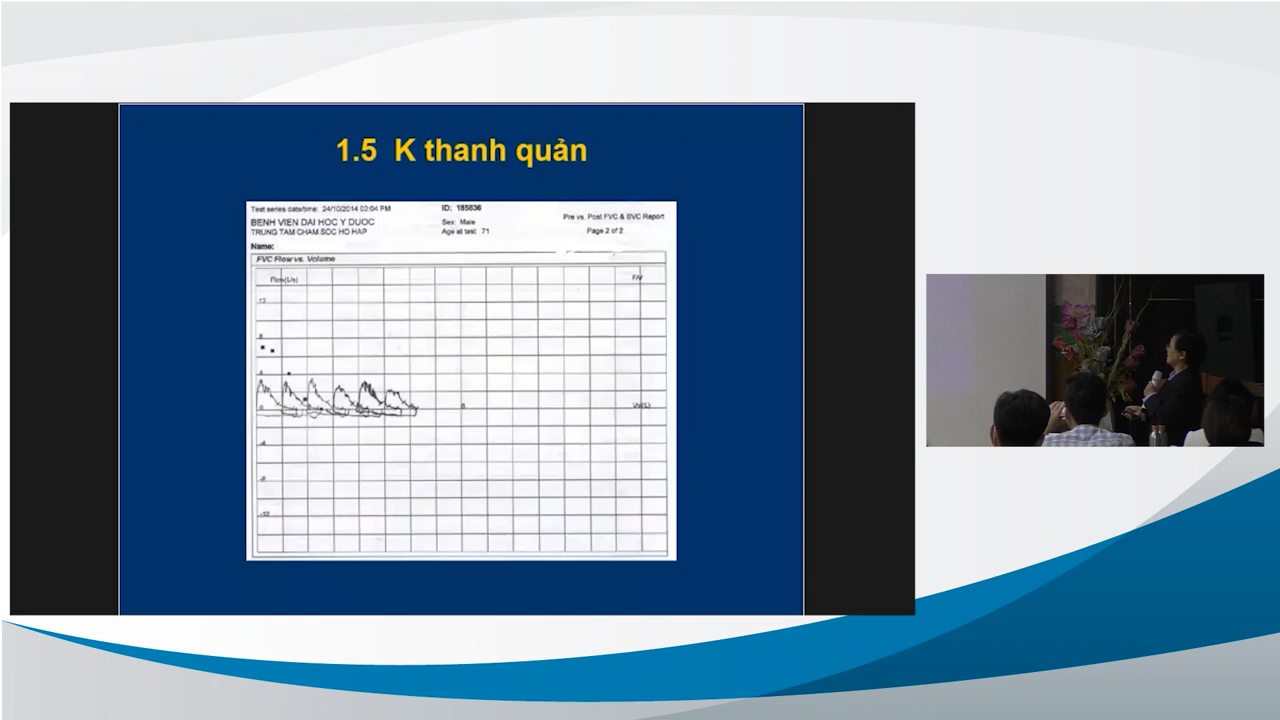 1.5 K thanh quản
Test series date/time: 24/10/2014 02:04 PM
ID: 185836
BENH VIEN DAI HOC Y DUOC
TRUNG TAM CHAM SOC HO HAP
Sex: Male
Age at test: 71
Pre vs. Post FVC & SVC Report
Page 2 of 2
Name:
FVC Flow vs. Volume
Flow(L/s)
F/V
12
8
4
0
8
Vol(L)
-4
-8
-12